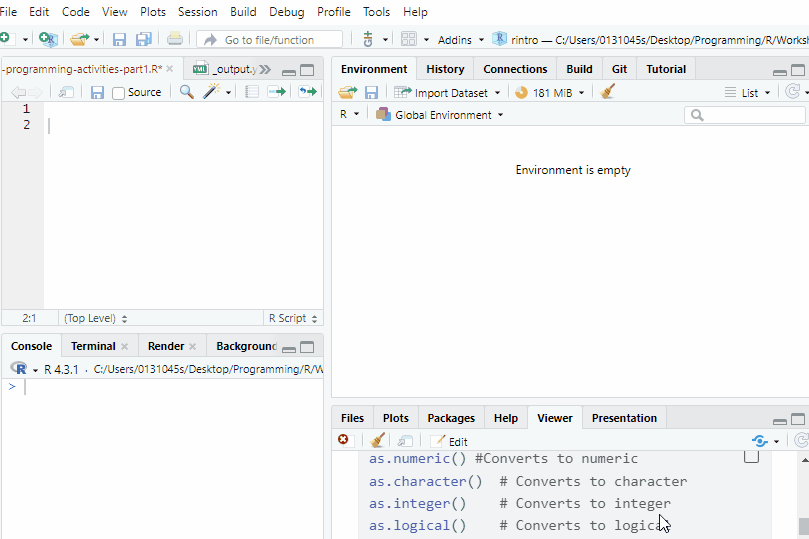 File Edit Code View Plots Session Build Debug Profile Tools Help
Go to file/function Addins rintro — C:/Users/0131045s/Desktop/Programming/R/Worksh
-programming-activities-part1.R* _output.y
Source
1
2
2:1 (Top Level) R Script
Console Terminal Render Background
R 4.3.1 · C:/Users/0131045s/Desktop/Programming/R/W
>
Environment History Connections Build Git Tutorial
Import Dataset 181 MiB List
R Global Environment
Environment is empty
Files Plots Packages Help Viewer Presentation
Edit
as.numeric() #Converts to numeric
as.character() # Converts to character
as.integer() # Converts to integer
as.logical() # Converts to logical